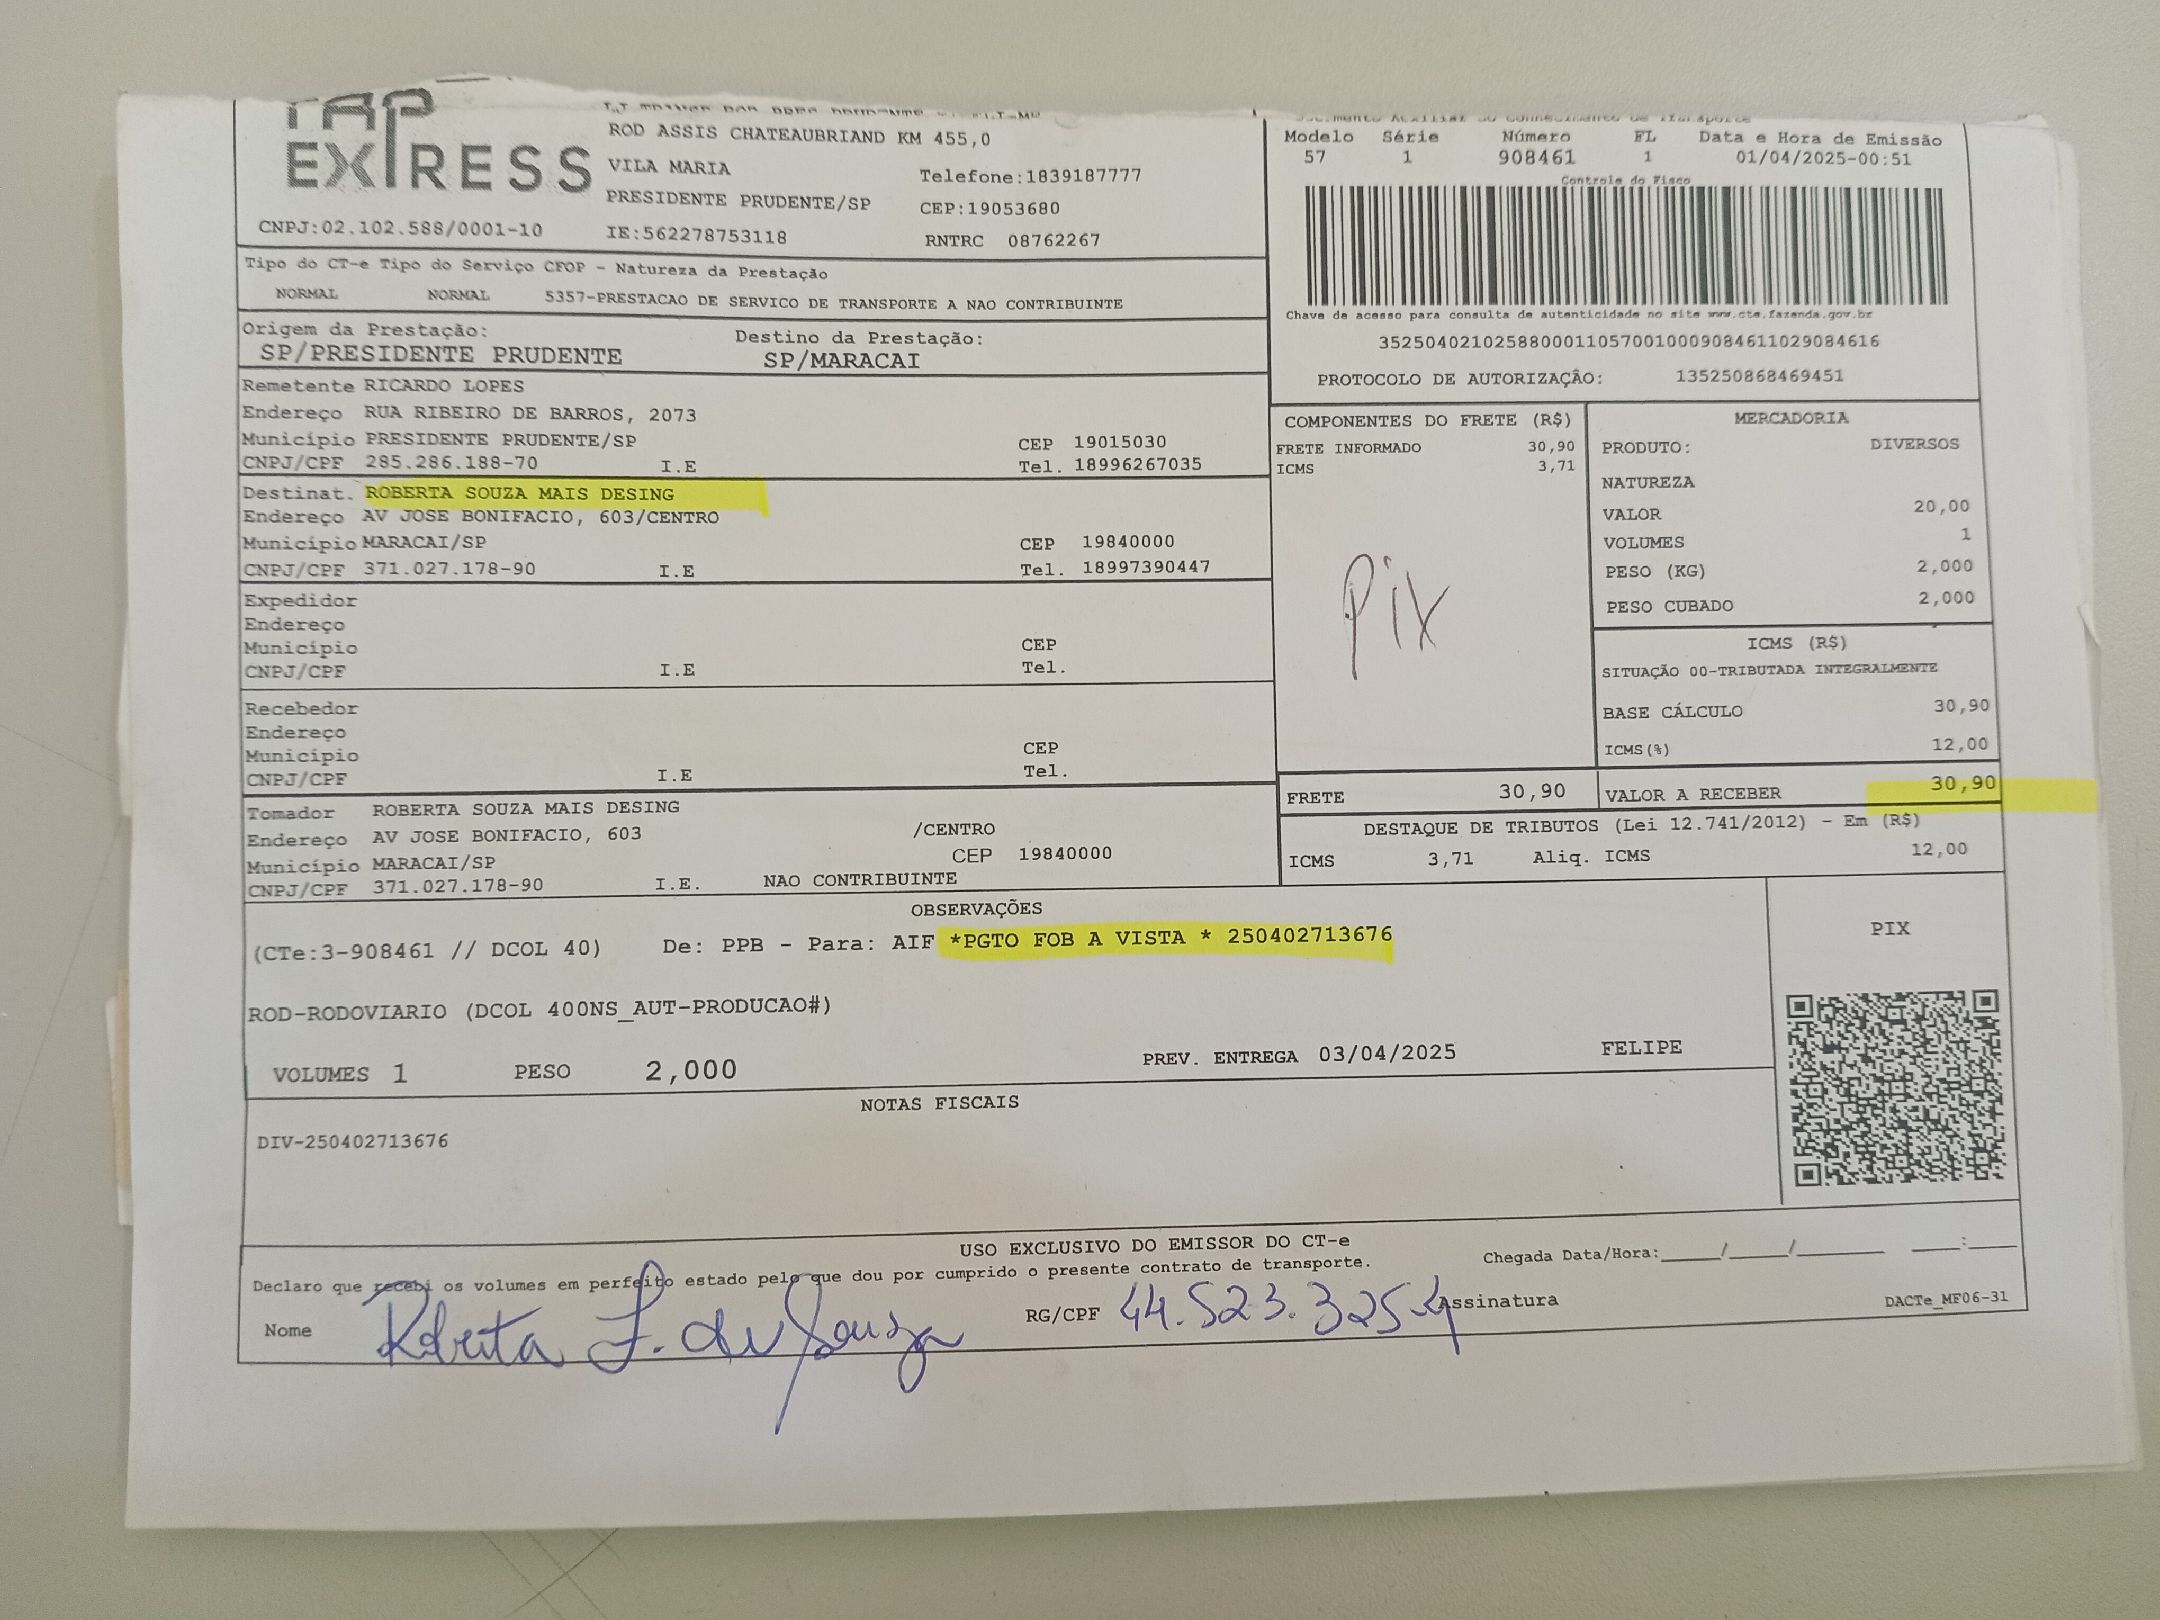 EXPRESS
ROD ASSIS CHATEAUBRIAND KM 455,0
VILA MARIA
Telefone:1839187777
PRESIDENTE PRUDENTE/SP
CEP:19053680
CNPJ:02.102.588/0001-10
IE:562278753118
RNTRC 08762267
Modelo Série Número FL Data e Hora de Emissão
57 1 908461 1 01/04/2025-00:51
Controle do Fisco
Chave de acesso para consulta de autenticidade no site www.cte.fazenda.gov.br
35250402102588000110570010009084611029084616
PROTOCOLO DE AUTORIZAÇÃO: 135250868469451
Tipo do CT-e Tipo do Serviço CFOP - Natureza da Prestação
NORMAL NORMAL 5357-PRESTACAO DE SERVICO DE TRANSPORTE A NAO CONTRIBUINTE
Origem da Prestação: Destino da Prestação:
SP/PRESIDENTE PRUDENTE SP/MARACAI
Remetente RICARDO LOPES
Endereço RUA RIBEIRO DE BARROS, 2073
Município PRESIDENTE PRUDENTE/SP CEP 19015030
CNPJ/CPF 285.286.188-70 I.E Tel. 18996267035
Destinat. ROBERTA SOUZA MAIS DESING
Endereço AV JOSE BONIFACIO, 603/CENTRO
Município MARACAI/SP CEP 19840000
CNPJ/CPF 371.027.178-90 I.E Tel. 18997390447
Expedidor
Endereço
Município CEP
CNPJ/CPF I.E Tel.
Recebedor
Endereço
Município CEP
CNPJ/CPF I.E Tel.
Tomador ROBERTA SOUZA MAIS DESING
Endereço AV JOSE BONIFACIO, 603 /CENTRO
Município MARACAI/SP CEP 19840000
CNPJ/CPF 371.027.178-90 I.E. NAO CONTRIBUINTE
COMPONENTES DO FRETE (R$)
FRETE INFORMADO 30,90
ICMS 3,71
Pix
MERCADORIA
PRODUTO: DIVERSOS
NATUREZA
VALOR 20,00
VOLUMES 1
PESO (KG) 2,000
PESO CUBADO 2,000
ICMS (R$)
SITUAÇÃO 00-TRIBUTADA INTEGRALMENTE
BASE CÁLCULO 30,90
ICMS(%) 12,00
FRETE 30,90 VALOR A RECEBER 30,90
DESTAQUE DE TRIBUTOS (Lei 12.741/2012) - Em (R$)
ICMS 3,71 Aliq. ICMS 12,00
OBSERVAÇÕES
(CTe:3-908461 // DCOL 40) De: PPB - Para: AIF *PGTO FOB A VISTA * 250402713676
PIX
ROD-RODOVIARIO (DCOL 400NS_AUT-PRODUCAO#)
VOLUMES 1 PESO 2,000 PREV. ENTREGA 03/04/2025 FELIPE
NOTAS FISCAIS
DIV-250402713676
USO EXCLUSIVO DO EMISSOR DO CT-e
Declaro que recebi os volumes em perfeito estado pelo que dou por cumprido o presente contrato de transporte.
Chegada Data/Hora:____/____/______ ___:___
Nome Roberta F. de Souza RG/CPF 44.523.325-4 Assinatura
DACTe_MF06-31